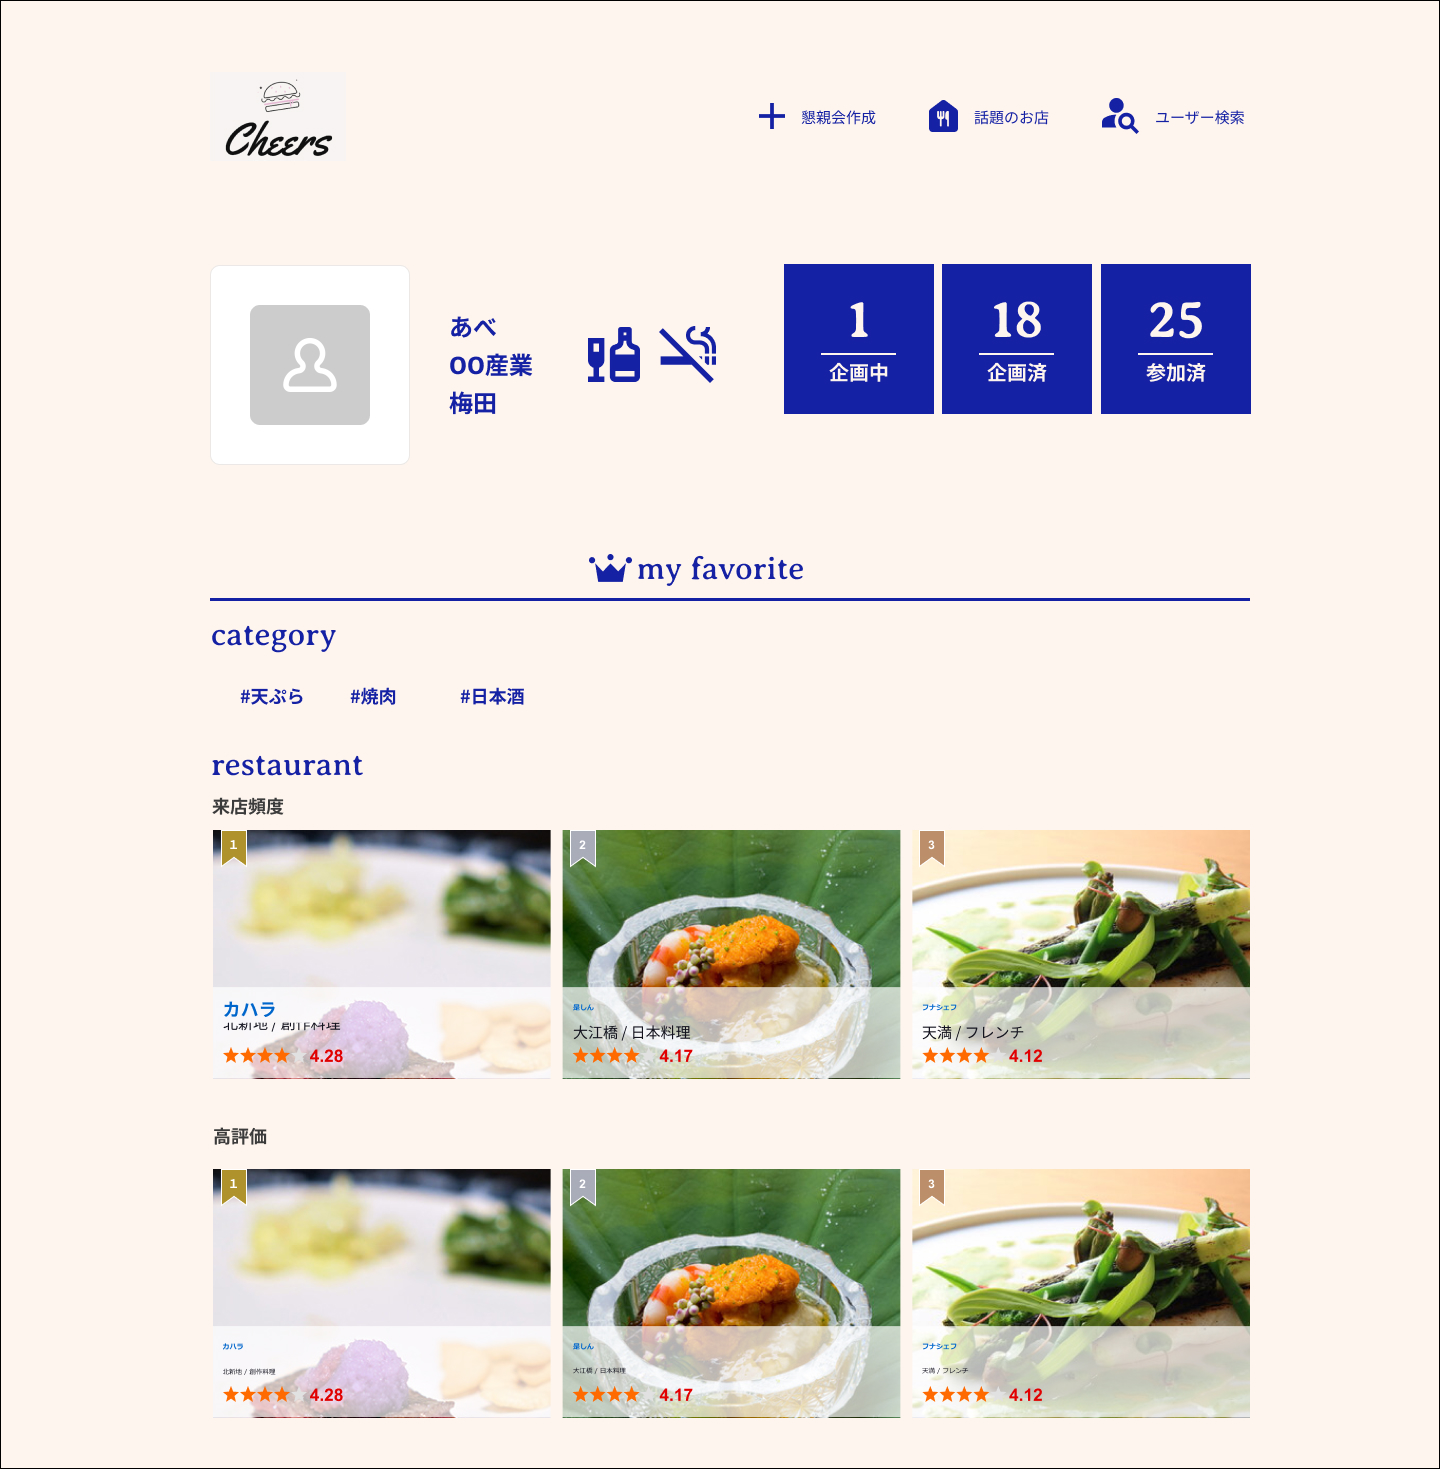 Cheers
懇親会作成
話題のお店
ユーザー検索
あべ
OO産業
梅田
1
企画中
18
企画済
25
参加済
my favorite
category
#天ぷら
#焼肉
#日本酒
restaurant
来店頻度
1
カハラ
北新地 / 創作料理
4.28
2
是しん
大江橋 / 日本料理
4.17
3
フナシェフ
天満 / フレンチ
4.12
高評価
1
カハラ
北新地 / 創作料理
4.28
2
是しん
大江橋 / 日本料理
4.17
3
フナシェフ
天満 / フレンチ
4.12